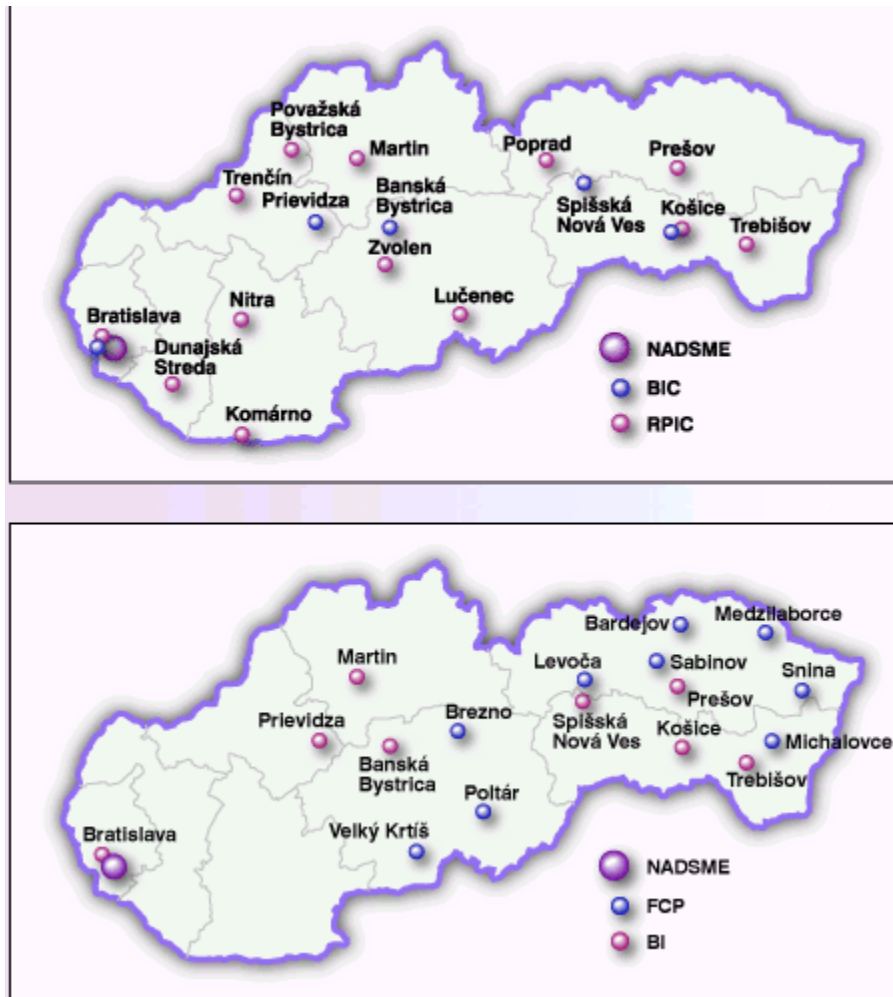 Považská
Bystrica
Martin
Poprad
Prešov
Trenčín
Prievidza
Banská
Bystrica
Spišská
Nová Ves
Košice
Trebišov
Zvolen
Nitra
Lučenec
Bratislava
Dunajská
Streda
Komárno
NADSME
BIC
RPIC
Bardejov
Medzilaborce
Martin
Levoča
Sabinov
Snina
Prievidza
Brezno
Prešov
Spišská
Nová Ves
Košice
Michalovce
Banská
Bystrica
Trebišov
Poltár
Bratislava
Velký Krtíš
NADSME
FCP
BI